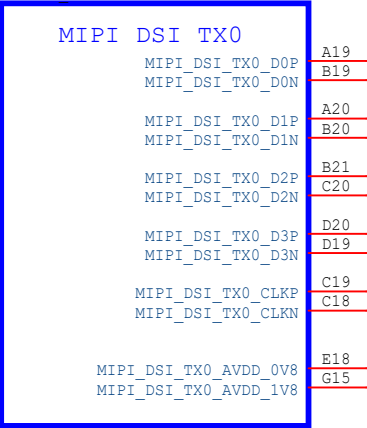 MIPI DSI TX0
MIPI_DSI_TX0_D0P A19
MIPI_DSI_TX0_D0N B19
MIPI_DSI_TX0_D1P A20
MIPI_DSI_TX0_D1N B20
MIPI_DSI_TX0_D2P B21
MIPI_DSI_TX0_D2N C20
MIPI_DSI_TX0_D3P D20
MIPI_DSI_TX0_D3N D19
MIPI_DSI_TX0_CLKP C19
MIPI_DSI_TX0_CLKN C18
MIPI_DSI_TX0_AVDD_0V8 E18
MIPI_DSI_TX0_AVDD_1V8 G15